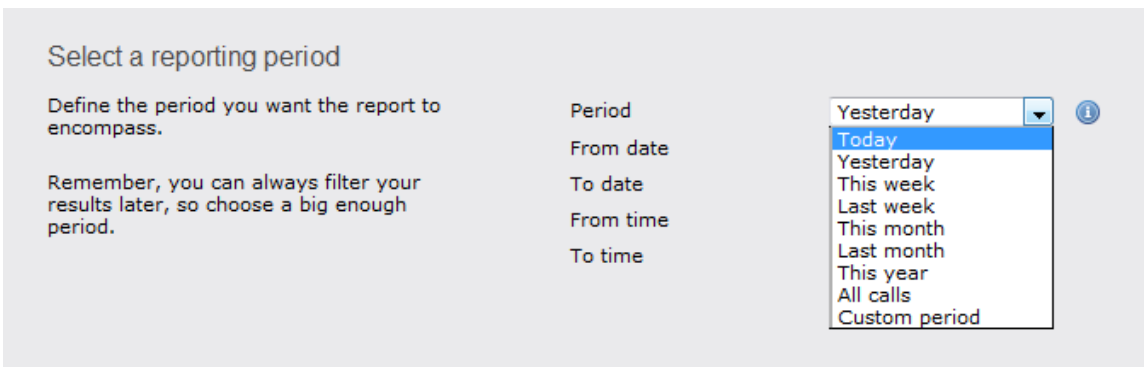 Select a reporting period
Define the period you want the report to
encompass.
Remember, you can always filter your
results later, so choose a big enough
period.
Period
Yesterday
From date
To date
From time
To time
Today
Yesterday
This week
Last week
This month
Last month
This year
All calls
Custom period